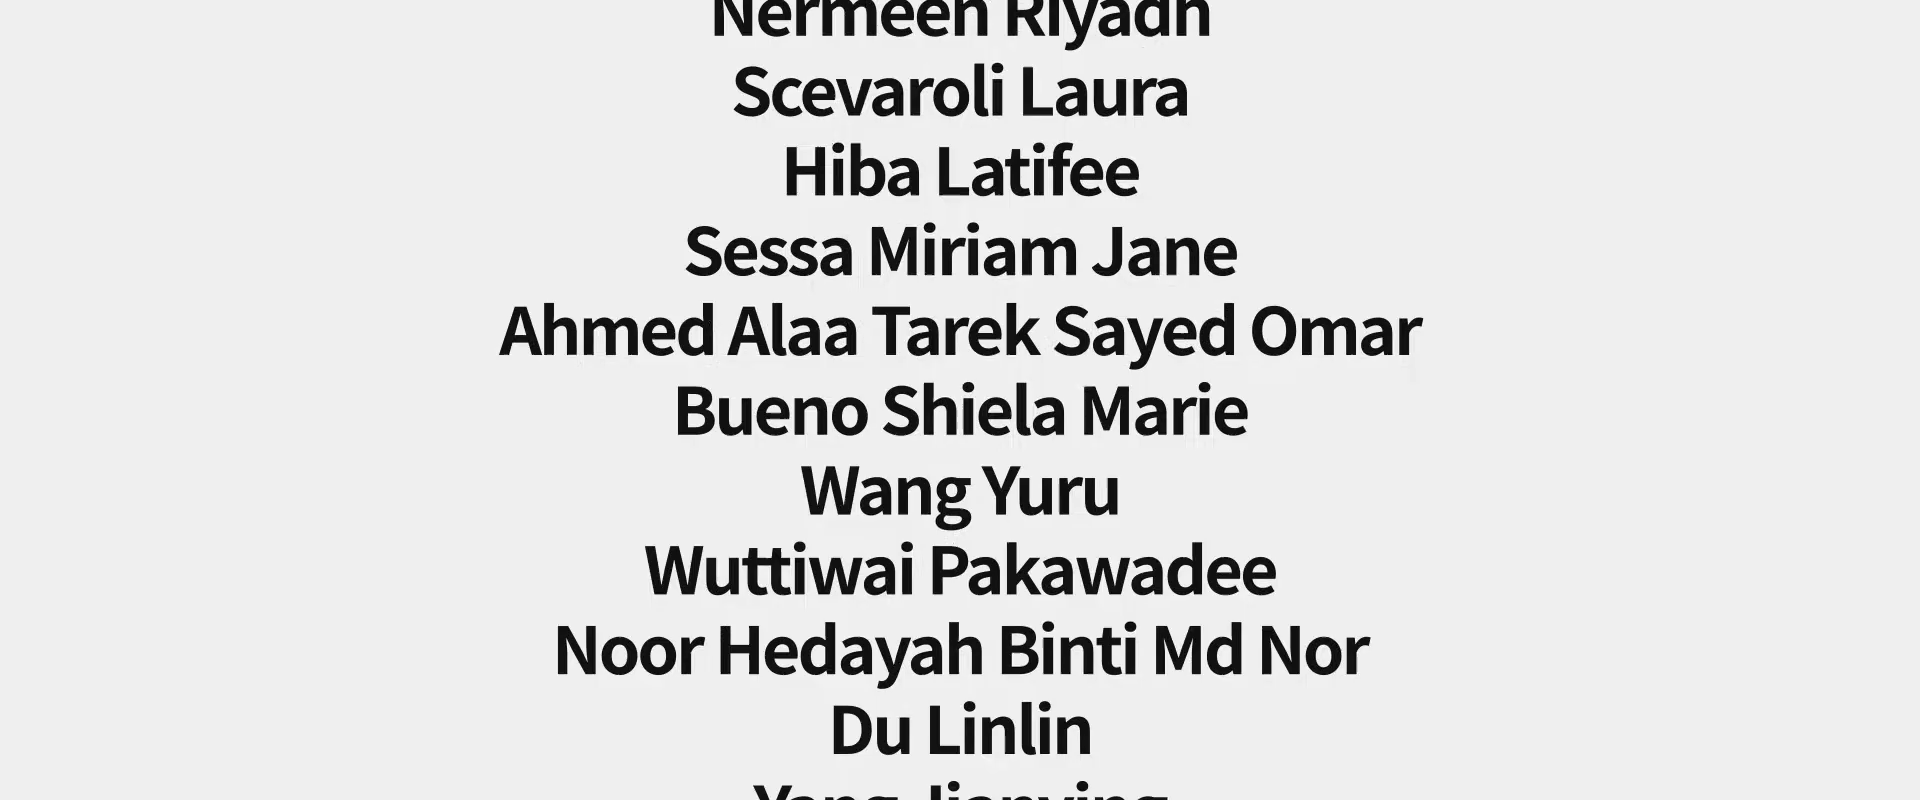 Nermeen Riyadh
Scevaroli Laura
Hiba Latifee
Sessa Miriam Jane
Ahmed Alaa Tarek Sayed Omar
Bueno Shiela Marie
Wang Yuru
Wuttiwai Pakawadee
Noor Hedayah Binti Md Nor
Du Linlin
Yang